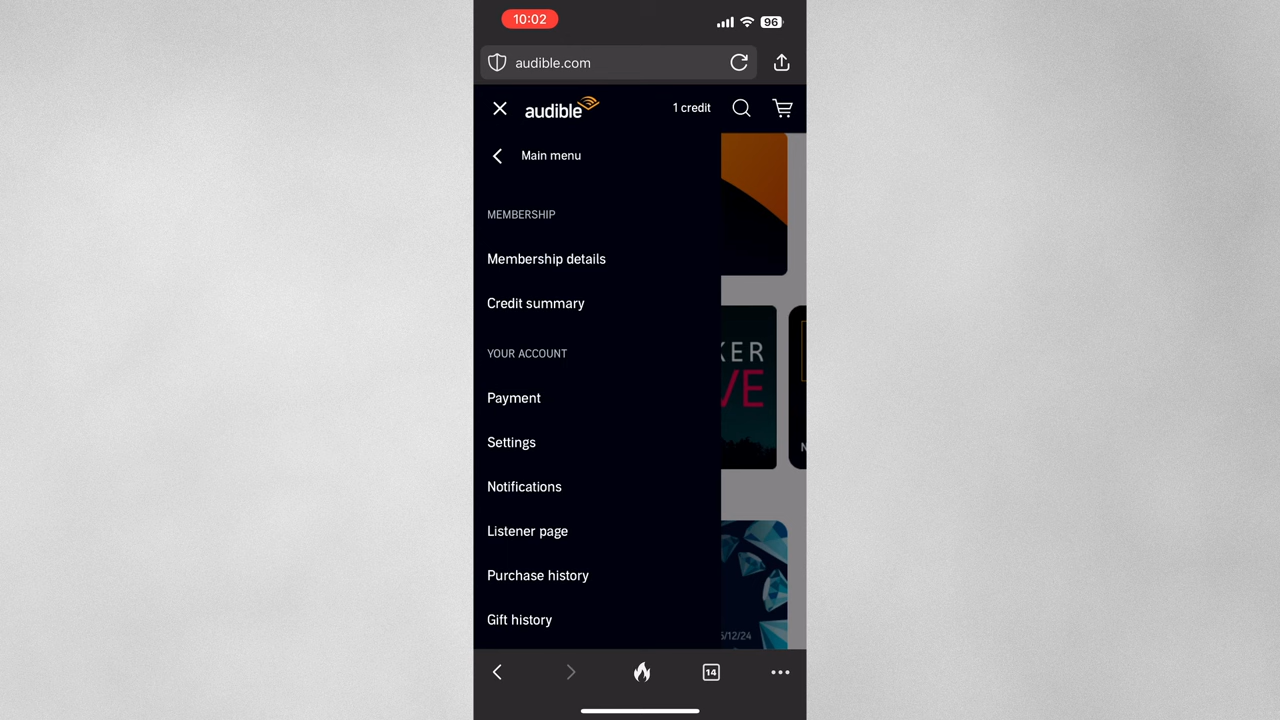 10:02
96
audible.com
audible
1 credit
Main menu
MEMBERSHIP
Membership details
Credit summary
YOUR ACCOUNT
Payment
Settings
Notifications
Listener page
Purchase history
Gift history
KER
VE
N
/12/24
14